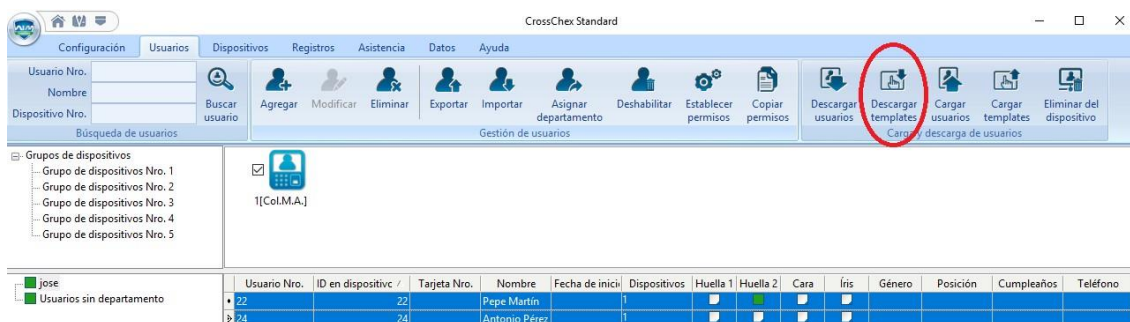 CrossChex Standard
Configuración Usuarios Dispositivos Registros Asistencia Datos Ayuda
Usuario Nro.
Nombre
Dispositivo Nro.
Buscar usuario
Búsqueda de usuarios
Agregar
Modificar
Eliminar
Exportar
Importar
Asignar departamento
Deshabilitar
Establecer permisos
Copiar permisos
Gestión de usuarios
Descargar usuarios
Descargar templates
Cargar usuarios
Cargar templates
Eliminar del dispositivo
Carga y descarga de usuarios
Grupos de dispositivos
Grupo de dispositivos Nro. 1
Grupo de dispositivos Nro. 2
Grupo de dispositivos Nro. 3
Grupo de dispositivos Nro. 4
Grupo de dispositivos Nro. 5
1[Col.M.A.]
jose
Usuarios sin departamento
Usuario Nro. ID en dispositivo Tarjeta Nro. Nombre Fecha de inici Dispositivos Huella 1 Huella 2 Cara Íris Género Posición Cumpleaños Teléfono
22 22 Pepe Martín 1
24 24 Antonio Pérez 1